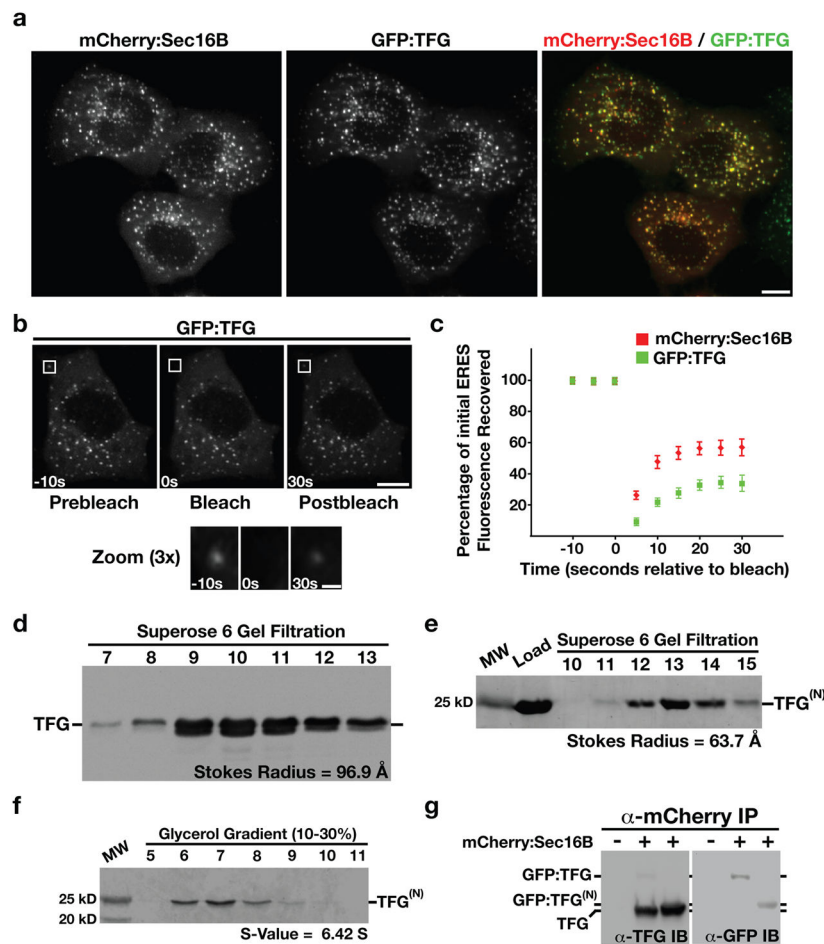 a
mCherry:Sec16B
GFP:TFG
mCherry:Sec16B / GFP:TFG
b
GFP:TFG
-10s
0s
30s
Prebleach
Bleach
Postbleach
Zoom (3x)
-10s
0s
30s
c
mCherry:Sec16B
GFP:TFG
Percentage of initial ERES
Fluorescence Recovered
100
80
60
40
20
-10 0 10 20 30
Time (seconds relative to bleach)
d
Superose 6 Gel Filtration
7 8 9 10 11 12 13
TFG
Stokes Radius = 96.9 Å
e
MW Load
Superose 6 Gel Filtration
10 11 12 13 14 15
25 kD
TFG(N)
Stokes Radius = 63.7 Å
f
MW
Glycerol Gradient (10-30%)
5 6 7 8 9 10 11
25 kD
20 kD
TFG(N)
S-Value = 6.42 S
g
α-mCherry IP
mCherry:Sec16B - + + - + +
GFP:TFG
GFP:TFG(N)
TFG
α-TFG IB
α-GFP IB